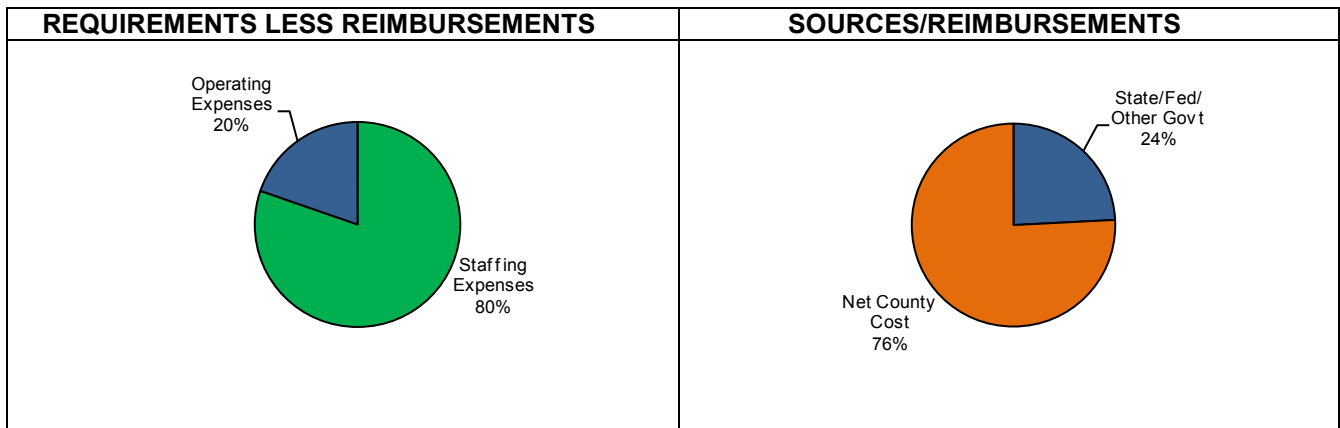 REQUIREMENTS LESS REIMBURSEMENTS
SOURCES/REIMBURSEMENTS
Operating
Expenses
20%
Staffing
Expenses
80%
State/Fed/
Other Govt
24%
Net County
Cost
76%